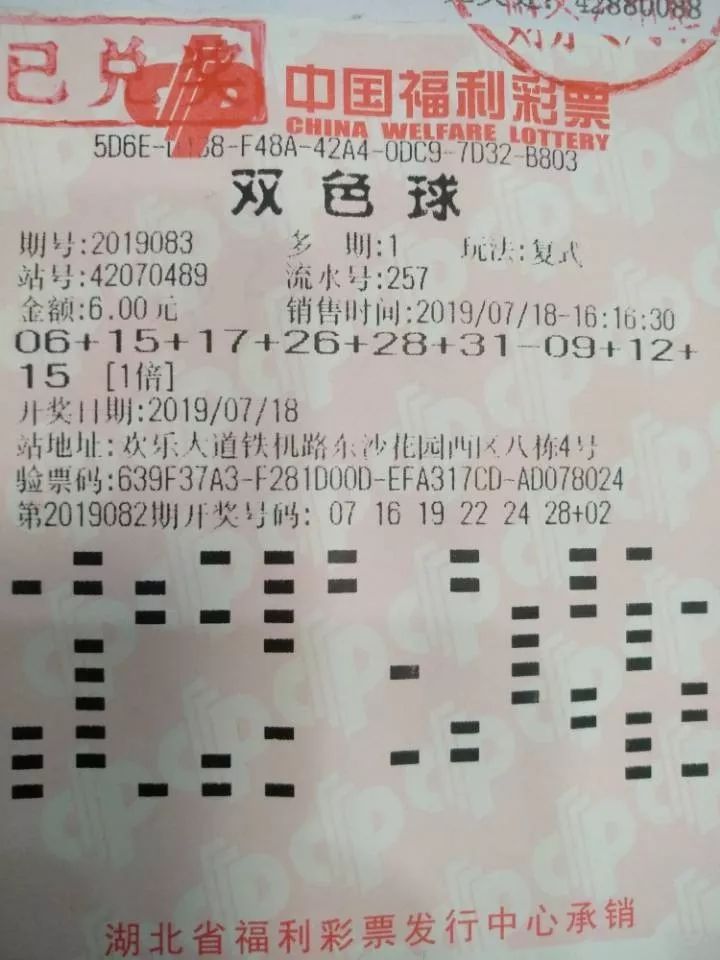 42880088
已兑奖
中国福利彩票
CHINA WELFARE LOTTERY
-F48A-42A4-0DC9-7D32-B803
双色球
期号:2019083 多 期:1 玩法:复式
站号:42070489 流水号:257
金额:6.00元 销售时间:2019/07/18-16:16:30
06+15+17+26+28+31-09+12+
15 [1倍]
开奖日期:2019/07/18
站地址:欢乐大道铁机路东沙花园西区八栋4号
验票码:639F37A3-F281D00D-EFA317CD-AD078024
第2019082期开奖号码: 07 16 19 22 24 28+02
湖北省福利彩票发行中心承销